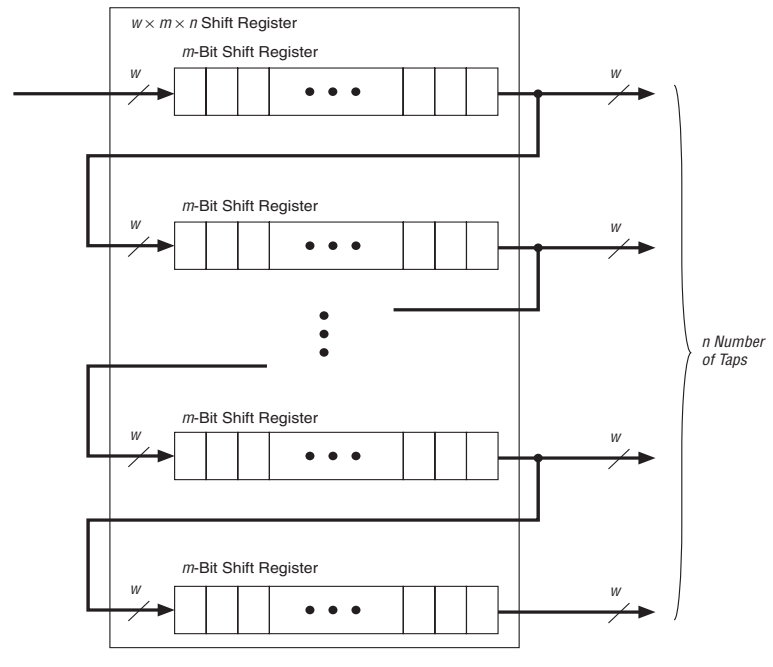 w × m × n Shift Register
m-Bit Shift Register
w
w
m-Bit Shift Register
w
w
n Number
of Taps
m-Bit Shift Register
w
w
m-Bit Shift Register
w
w